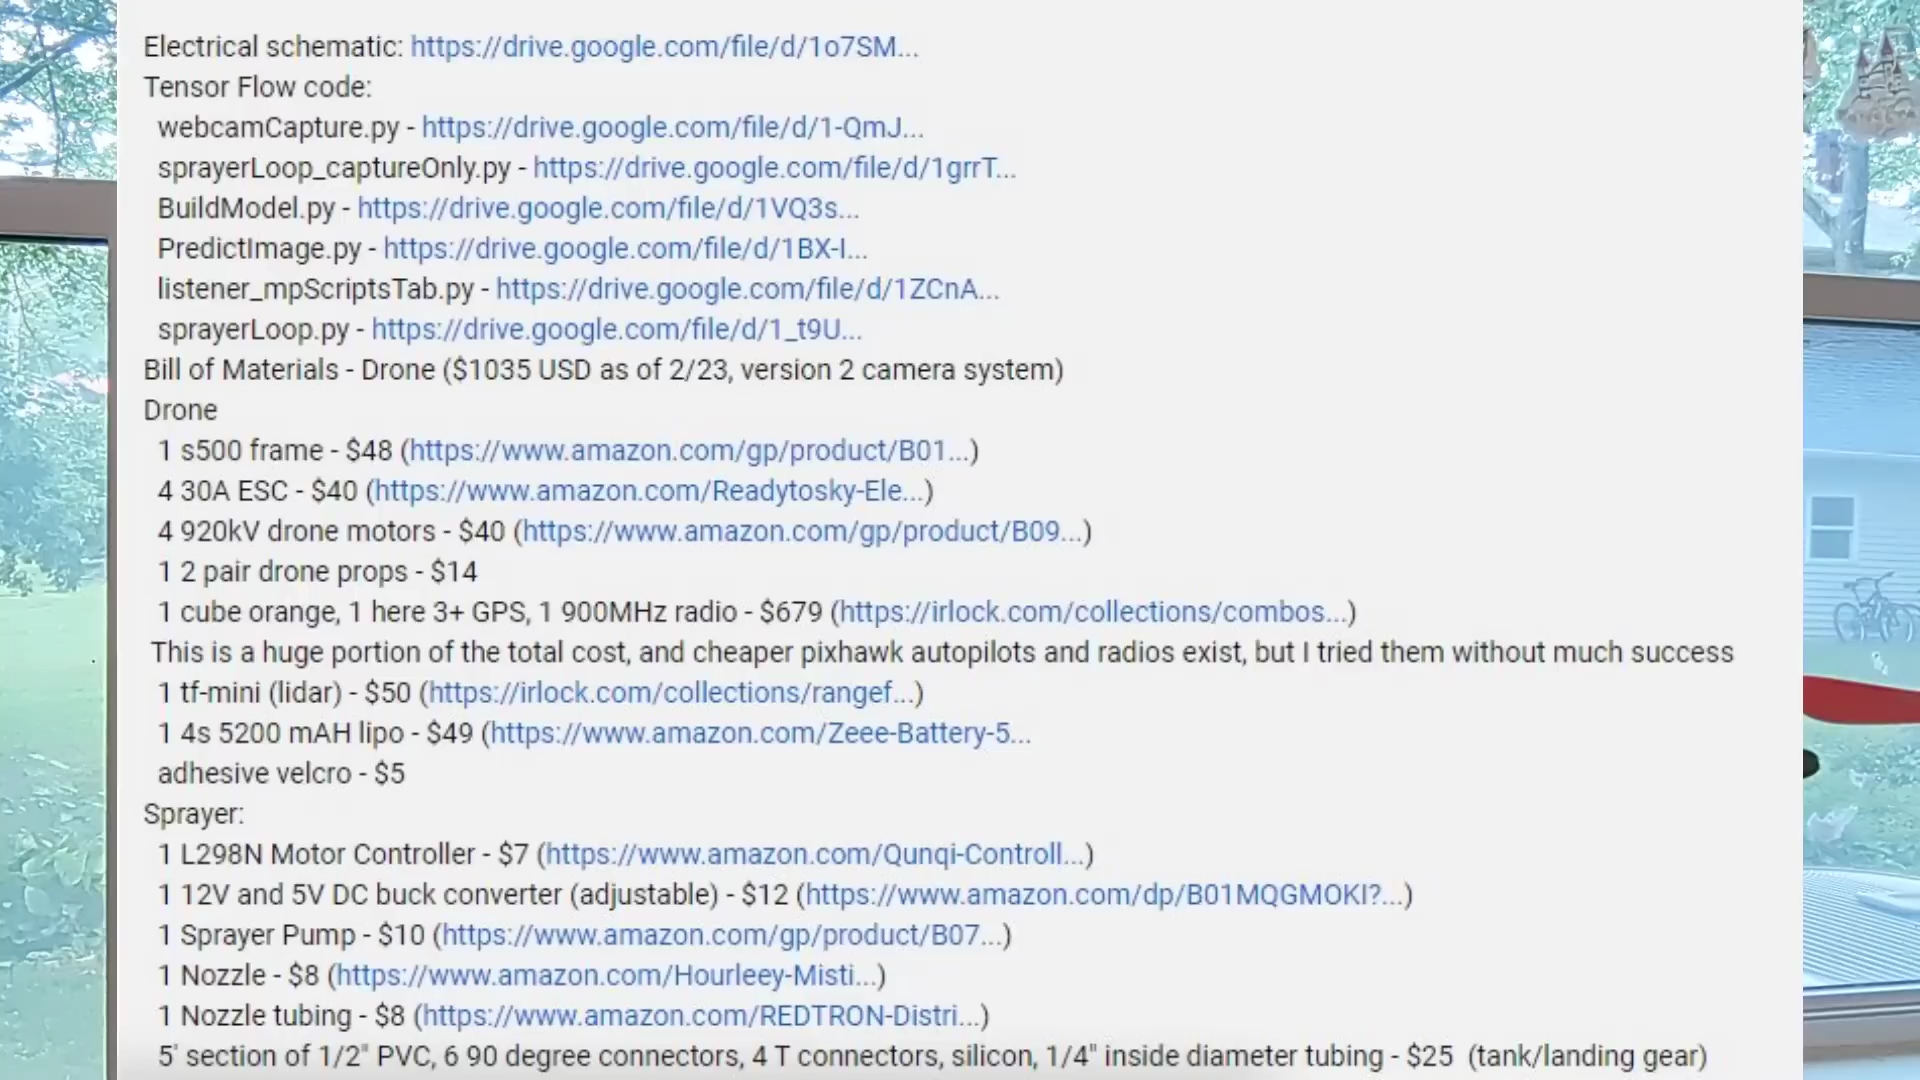 Electrical schematic: https://drive.google.com/file/d/1o7SM...
Tensor Flow code:
webcamCapture.py - https://drive.google.com/file/d/1-QmJ...
sprayerLoop_captureOnly.py - https://drive.google.com/file/d/1grrT...
BuildModel.py - https://drive.google.com/file/d/1VQ3s...
PredictImage.py - https://drive.google.com/file/d/1BX-I...
listener_mpScriptsTab.py - https://drive.google.com/file/d/1ZCnA...
sprayerLoop.py - https://drive.google.com/file/d/1_t9U...
Bill of Materials - Drone ($1035 USD as of 2/23, version 2 camera system)
Drone
1 s500 frame - $48 (https://www.amazon.com/gp/product/B01...)
4 30A ESC - $40 (https://www.amazon.com/Readytosky-Ele...)
4 920kV drone motors - $40 (https://www.amazon.com/gp/product/B09...)
1 2 pair drone props - $14
1 cube orange, 1 here 3+ GPS, 1 900MHz radio - $679 (https://irlock.com/collections/combos...)
This is a huge portion of the total cost, and cheaper pixhawk autopilots and radios exist, but I tried them without much success
1 tf-mini (lidar) - $50 (https://irlock.com/collections/rangef...)
1 4s 5200 mAH lipo - $49 (https://www.amazon.com/Zeee-Battery-5...
adhesive velcro - $5
Sprayer:
1 L298N Motor Controller - $7 (https://www.amazon.com/Qunqi-Controll...)
1 12V and 5V DC buck converter (adjustable) - $12 (https://www.amazon.com/dp/B01MQGMOKI?...)
1 Sprayer Pump - $10 (https://www.amazon.com/gp/product/B07...)
1 Nozzle - $8 (https://www.amazon.com/Hourleey-Misti...)
1 Nozzle tubing - $8 (https://www.amazon.com/REDTRON-Distri...)
5' section of 1/2" PVC, 6 90 degree connectors, 4 T connectors, silicon, 1/4" inside diameter tubing - $25 (tank/landing gear)